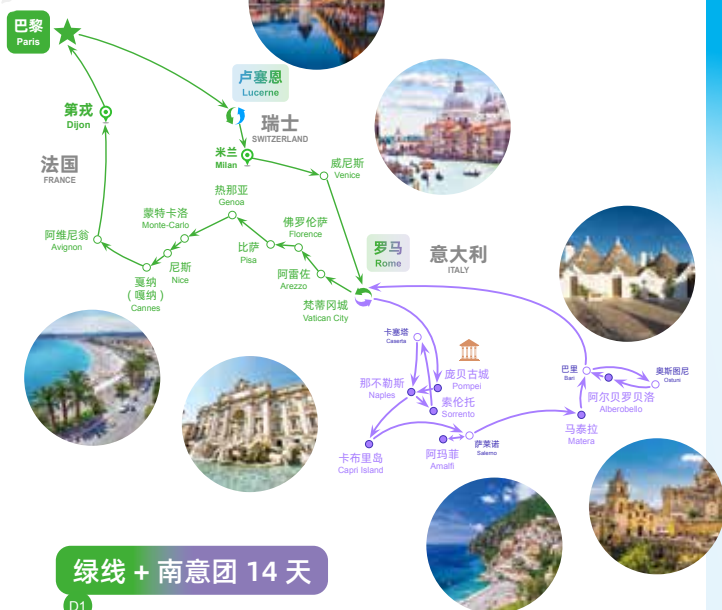 巴黎
Paris
卢塞恩
Lucerne
第戎
Dijon
瑞士
SWITZERLAND
米兰
Milan
威尼斯
Venice
法国
FRANCE
热那亚
Genoa
蒙特卡洛
Monte-Carlo
佛罗伦萨
Florence
阿维尼翁
Avignon
比萨
Pisa
罗马
Rome
意大利
ITALY
尼斯
Nice
阿雷佐
Arezzo
戛纳
（嘎纳）
Cannes
梵蒂冈城
Vatican City
卡塞塔
Caserta
庞贝古城
Pompei
那不勒斯
Naples
索伦托
Sorrento
巴里
Bari
奥斯图尼
Ostuni
阿尔贝罗贝洛
Alberobello
马泰拉
Matera
卡布里岛
Capri Island
阿玛菲
Amalfi
萨莱诺
Salerno
绿线 + 南意团 14 天
D1